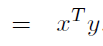 = x^T y